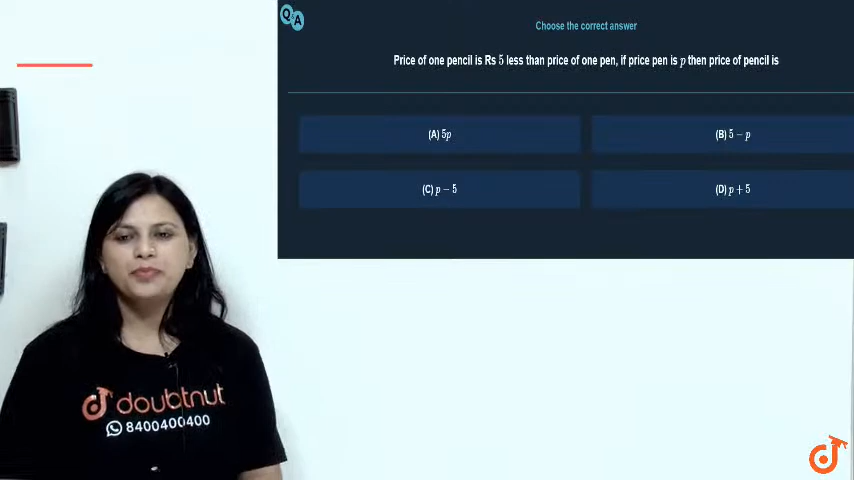 Q A
Choose the correct answer
Price of one pencil is Rs 5 less than price of one pen, if price pen is p then price of pencil is
(A) 5p
(B) 5 − p
(C) p − 5
(D) p + 5
doubtnut
8400400400